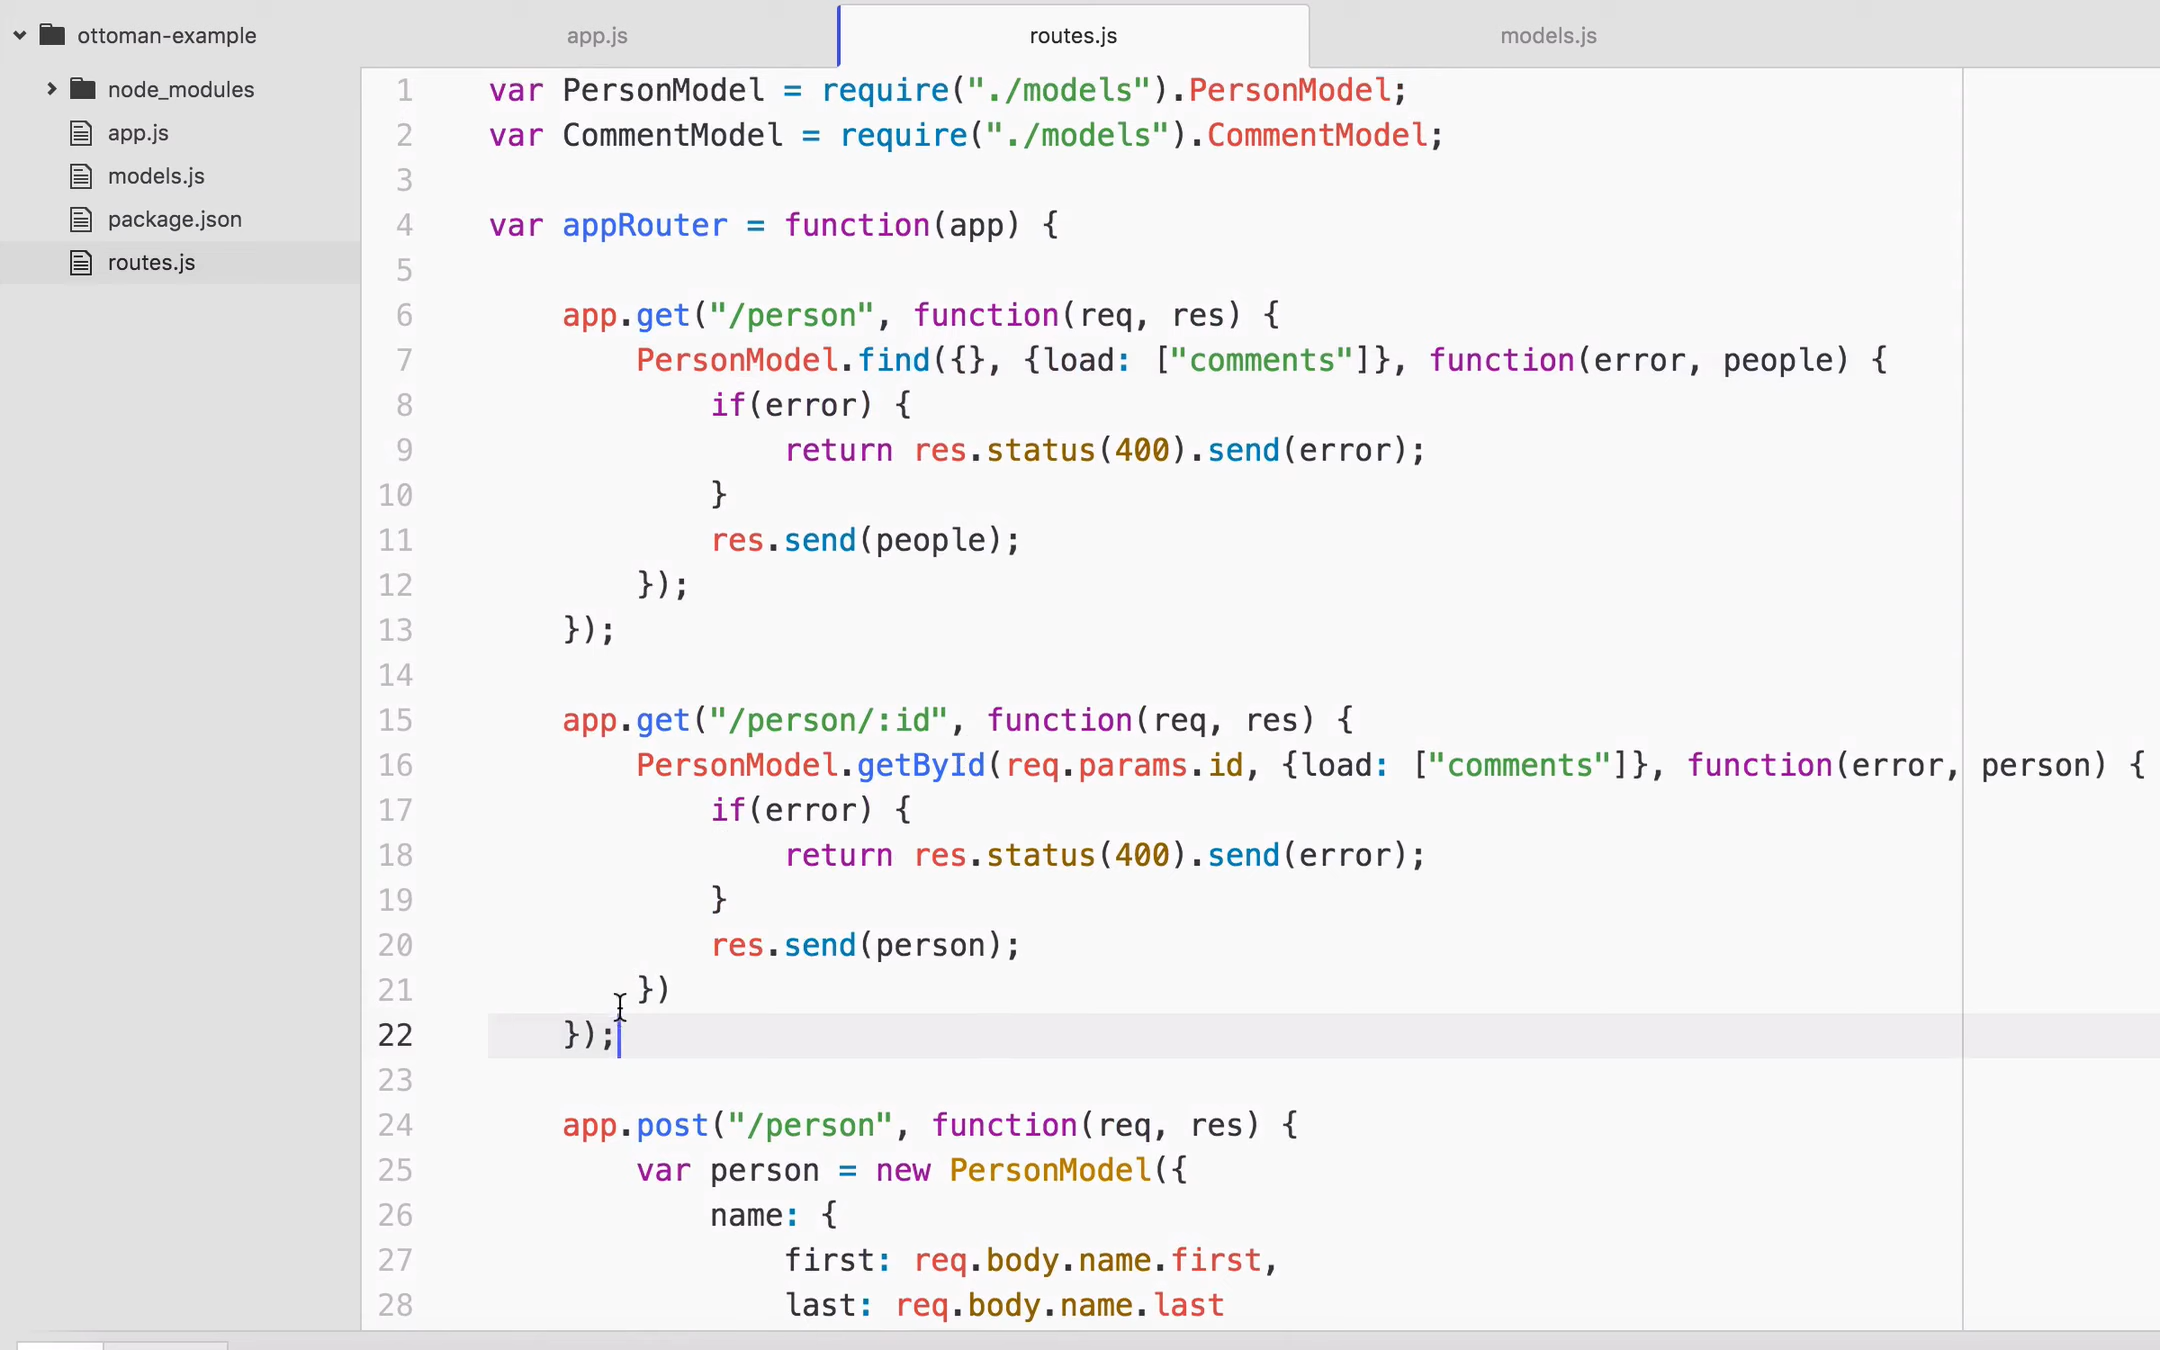 ottoman-example
node_modules
app.js
models.js
package.json
routes.js
app.js
routes.js
models.js
1 var PersonModel = require("./models").PersonModel;
2 var CommentModel = require("./models").CommentModel;
3
4 var appRouter = function(app) {
5
6     app.get("/person", function(req, res) {
7         PersonModel.find({}, {load: ["comments"]}, function(error, people) {
8             if(error) {
9                 return res.status(400).send(error);
10             }
11             res.send(people);
12         });
13     });
14
15     app.get("/person/:id", function(req, res) {
16         PersonModel.getById(req.params.id, {load: ["comments"]}, function(error, person) {
17             if(error) {
18                 return res.status(400).send(error);
19             }
20             res.send(person);
21         })
22     });
23
24     app.post("/person", function(req, res) {
25         var person = new PersonModel({
26             name: {
27                 first: req.body.name.first,
28                 last: req.body.name.last